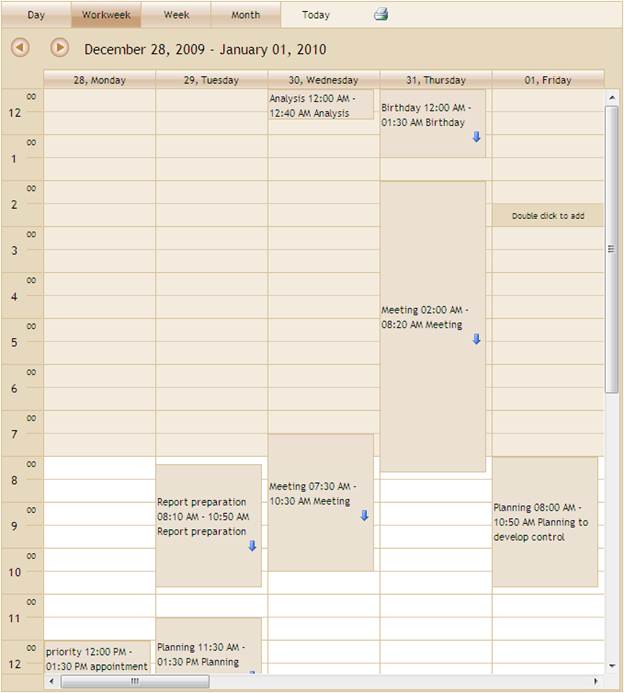 Day Workweek Week Month Today
December 28, 2009 - January 01, 2010
28, Monday 29, Tuesday 30, Wednesday 31, Thursday 01, Friday
12 00
1 00
2 00
3 00
4 00
5 00
6 00
7 00
8 00
9 00
10 00
11 00
12 00
Analysis 12:00 AM -
12:40 AM Analysis
Birthday 12:00 AM -
01:30 AM Birthday
Double click to add
Meeting 02:00 AM -
08:20 AM Meeting
Meeting 07:30 AM -
10:30 AM Meeting
Report preparation
08:10 AM - 10:50 AM
Report preparation
Planning 08:00 AM -
10:50 AM Planning to
develop control
priority 12:00 PM -
01:30 PM appointment
Planning 11:30 AM -
01:30 PM Planning